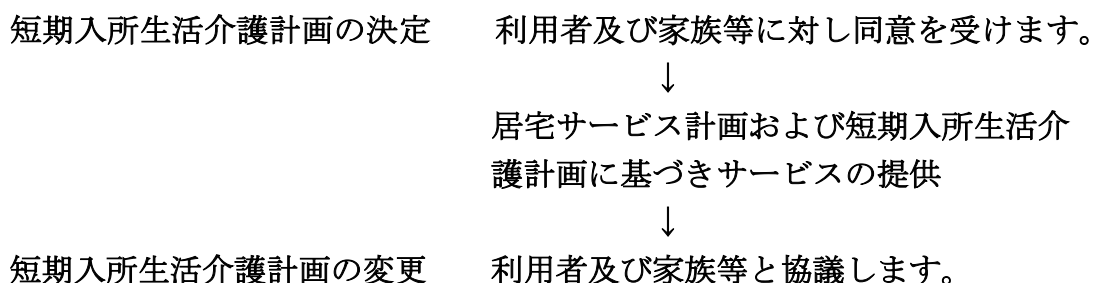 短期入所生活介護計画の決定　　利用者及び家族等に対し同意を受けます。
↓
居宅サービス計画および短期入所生活介
護計画に基づきサービスの提供
↓
短期入所生活介護計画の変更　　利用者及び家族等と協議します。